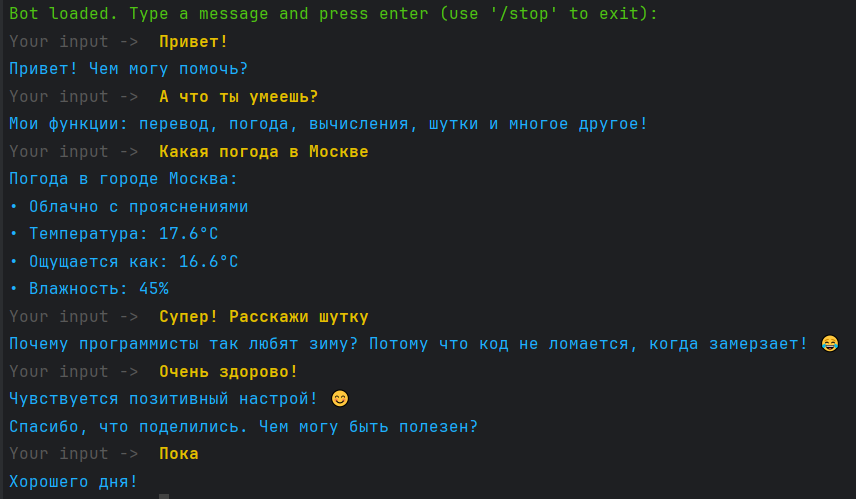 Bot loaded. Type a message and press enter (use '/stop' to exit):
Your input -> Привет!
Привет! Чем могу помочь?
Your input -> А что ты умеешь?
Мои функции: перевод, погода, вычисления, шутки и многое другое!
Your input -> Какая погода в Москве
Погода в городе Москва:
• Облачно с прояснениями
• Температура: 17.6°C
• Ощущается как: 16.6°C
• Влажность: 45%
Your input -> Супер! Расскажи шутку
Почему программисты так любят зиму? Потому что код не ломается, когда замерзает! 😂
Your input -> Очень здорово!
Чувствуется позитивный настрой! 😊
Спасибо, что поделились. Чем могу быть полезен?
Your input -> Пока
Хорошего дня!